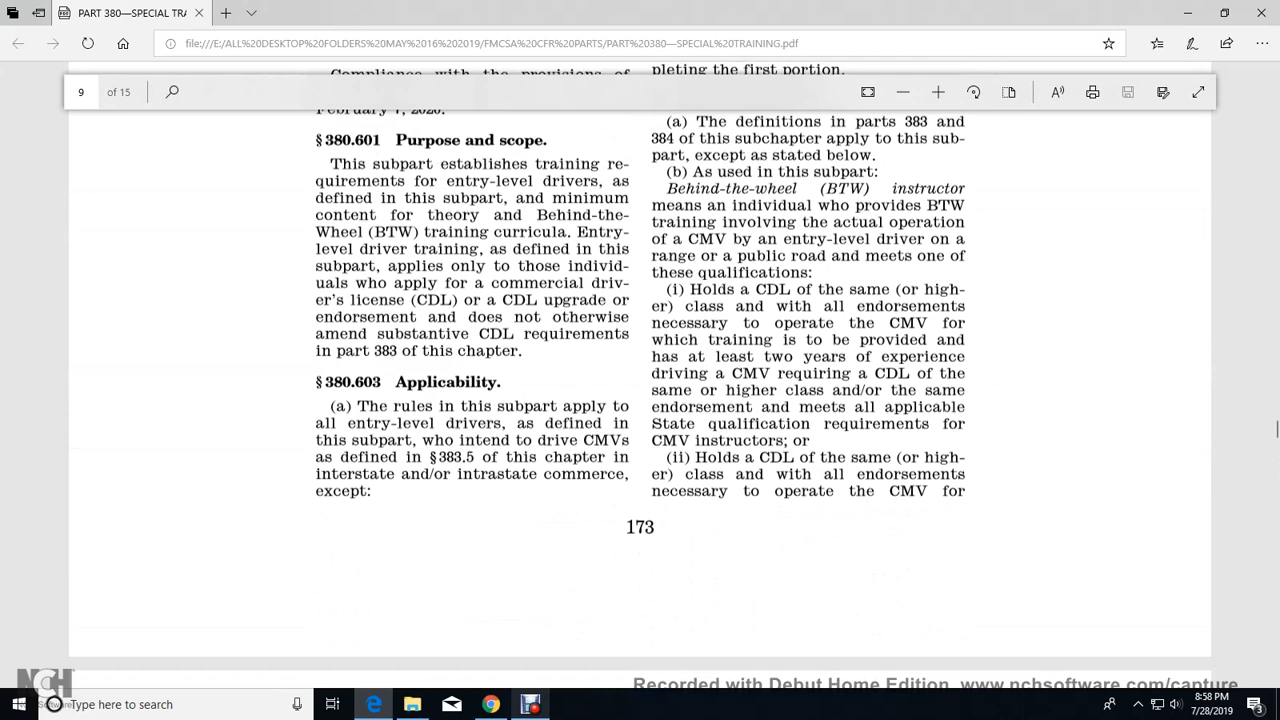 PART 380—SPECIAL TRA
file:///E:/ALL%20DESKTOP%20FOLDERS%20MAY%2016%202019/FMCSA%20CFR%20PARTS/PART%20380—SPECIAL%20TRAINING.pdf
9 of 15
Compliance with the provisions of
February 7, 2020.
§ 380.601 Purpose and scope.
This subpart establishes training re-
quirements for entry-level drivers, as
defined in this subpart, and minimum
content for theory and Behind-the-
Wheel (BTW) training curricula. Entry-
level driver training, as defined in this
subpart, applies only to those individ-
uals who apply for a commercial driv-
er's license (CDL) or a CDL upgrade or
endorsement and does not otherwise
amend substantive CDL requirements
in part 383 of this chapter.
§ 380.603 Applicability.
(a) The rules in this subpart apply to
all entry-level drivers, as defined in
this subpart, who intend to drive CMVs
as defined in § 383.5 of this chapter in
interstate and/or intrastate commerce,
except:
pleting the first portion.
(a) The definitions in parts 383 and
384 of this subchapter apply to this sub-
part, except as stated below.
(b) As used in this subpart:
Behind-the-wheel (BTW) instructor
means an individual who provides BTW
training involving the actual operation
of a CMV by an entry-level driver on a
range or a public road and meets one of
these qualifications:
(i) Holds a CDL of the same (or high-
er) class and with all endorsements
necessary to operate the CMV for
which training is to be provided and
has at least two years of experience
driving a CMV requiring a CDL of the
same or higher class and/or the same
endorsement and meets all applicable
State qualification requirements for
CMV instructors; or
(ii) Holds a CDL of the same (or high-
er) class and with all endorsements
necessary to operate the CMV for
173
NCH
Software
Recorded with Debut Home Edition. www.nchsoftware.com/capture
Type here to search
8:58 PM
7/28/2019
3